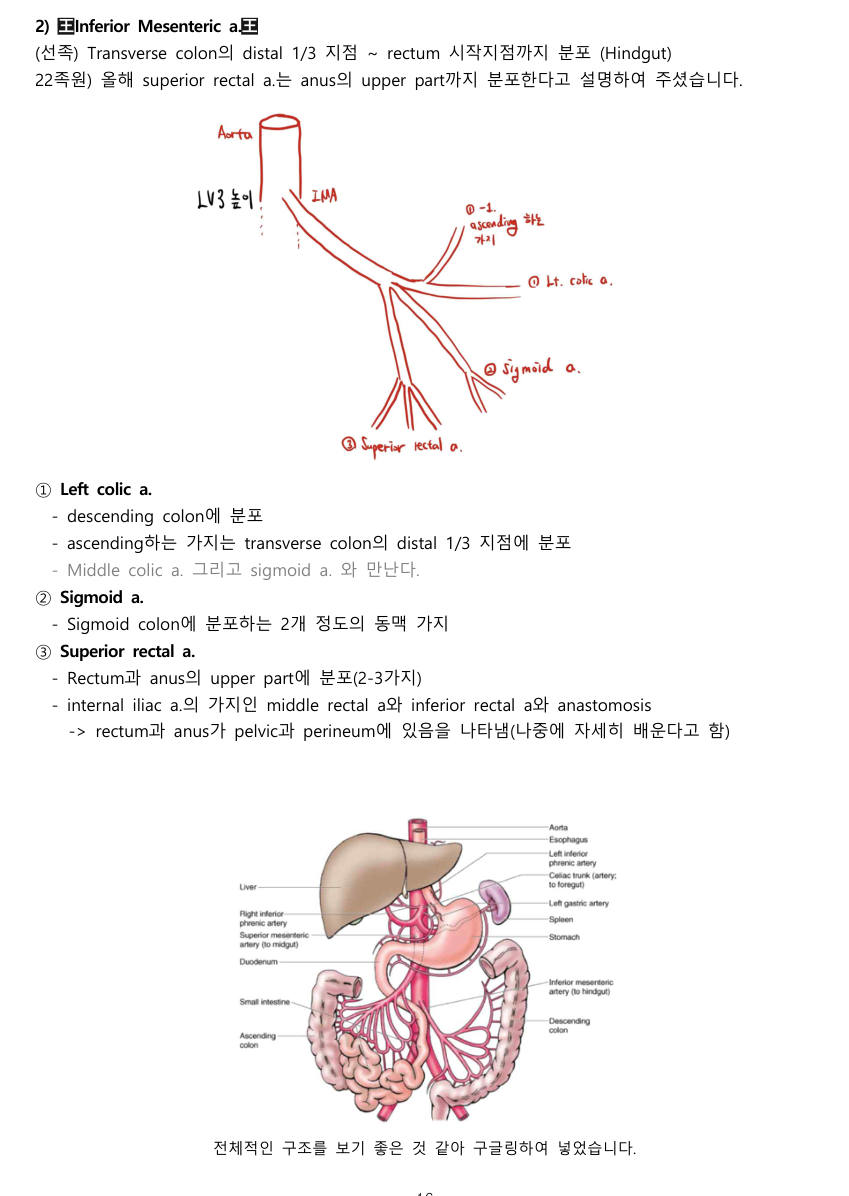 2) 王Inferior Mesenteric a.王
(선족) Transverse colon의 distal 1/3 지점 ~ rectum 시작지점까지 분포 (Hindgut)
22족원) 올해 superior rectal a.는 anus의 upper part까지 분포한다고 설명하여 주셨습니다.
Aorta
LV3 높이
IMA
①-1.
ascending 하는
가지
① Lt. colic a.
② Sigmoid a.
③ Superior rectal a.
① Left colic a.
- descending colon에 분포
- ascending하는 가지는 transverse colon의 distal 1/3 지점에 분포
- Middle colic a. 그리고 sigmoid a. 와 만난다.
② Sigmoid a.
- Sigmoid colon에 분포하는 2개 정도의 동맥 가지
③ Superior rectal a.
- Rectum과 anus의 upper part에 분포(2-3가지)
- internal iliac a.의 가지인 middle rectal a와 inferior rectal a와 anastomosis
-> rectum과 anus가 pelvic과 perineum에 있음을 나타냄(나중에 자세히 배운다고 함)
Aorta
Esophagus
Left inferior
phrenic artery
Celiac trunk (artery;
to foregut)
Left gastric artery
Spleen
Stomach
Inferior mesenteric
artery (to hindgut)
Descending
colon
Liver
Right inferior
phrenic artery
Superior mesenteric
artery (to midgut)
Duodenum
Small intestine
Ascending
colon
전체적인 구조를 보기 좋은 것 같아 구글링하여 넣었습니다.